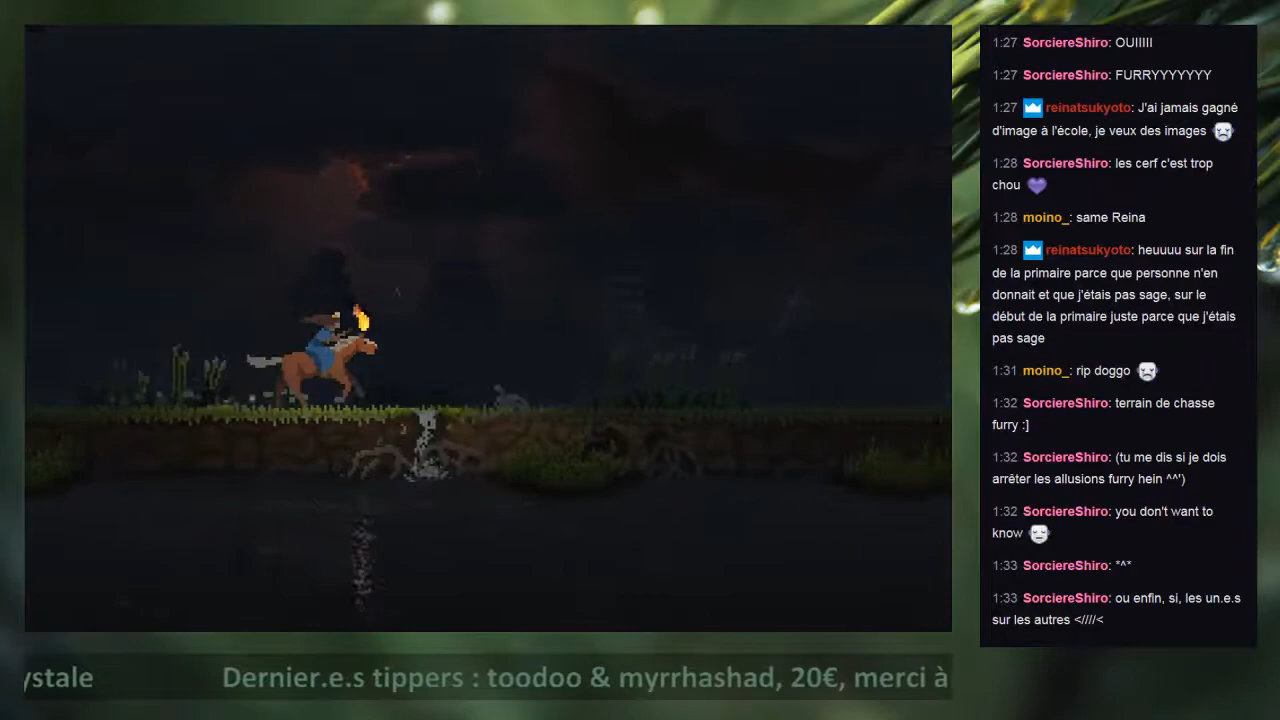 1:27 SorciereShiro: OUIIIII
1:27 SorciereShiro: FURRYYYYYYY
1:27 reinatsukyoto: J'ai jamais gagné
d'image à l'école, je veux des images
1:28 SorciereShiro: les cerf c'est trop
chou
1:28 moino_: same Reina
1:28 reinatsukyoto: heuuuu sur la fin
de la primaire parce que personne n'en
donnait et que j'étais pas sage, sur le
début de la primaire juste parce que j'étais
pas sage
1:31 moino_: rip doggo
1:32 SorciereShiro: terrain de chasse
furry :]
1:32 SorciereShiro: (tu me dis si je dois
arrêter les allusions furry hein ^^')
1:32 SorciereShiro: you don't want to
know
1:33 SorciereShiro: *^*
1:33 SorciereShiro: ou enfin, si, les un.e.s
sur les autres <////<
ystale Dernier.e.s tippers : toodoo & myrrhashad, 20€, merci à